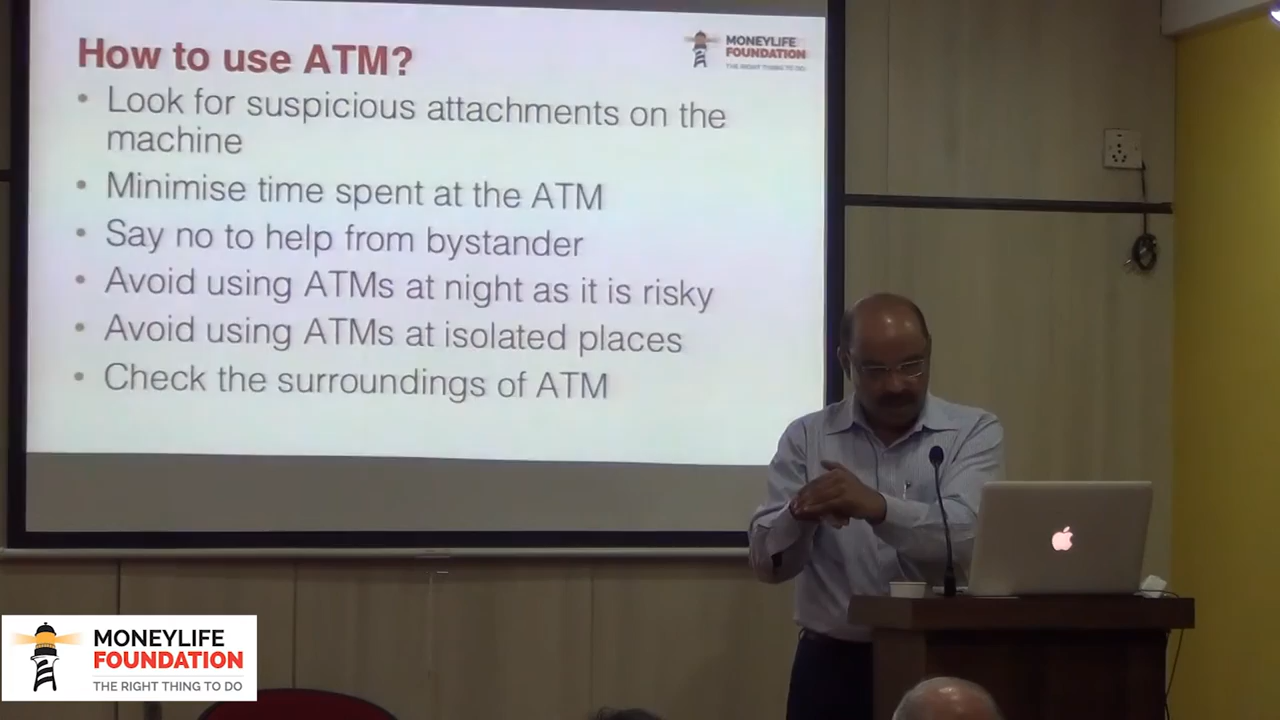 How to use ATM?
MONEYLIFE
FOUNDATION
THE RIGHT THING TO DO
• Look for suspicious attachments on the
machine
• Minimise time spent at the ATM
• Say no to help from bystander
• Avoid using ATMs at night as it is risky
• Avoid using ATMs at isolated places
• Check the surroundings of ATM
MONEYLIFE
FOUNDATION
THE RIGHT THING TO DO